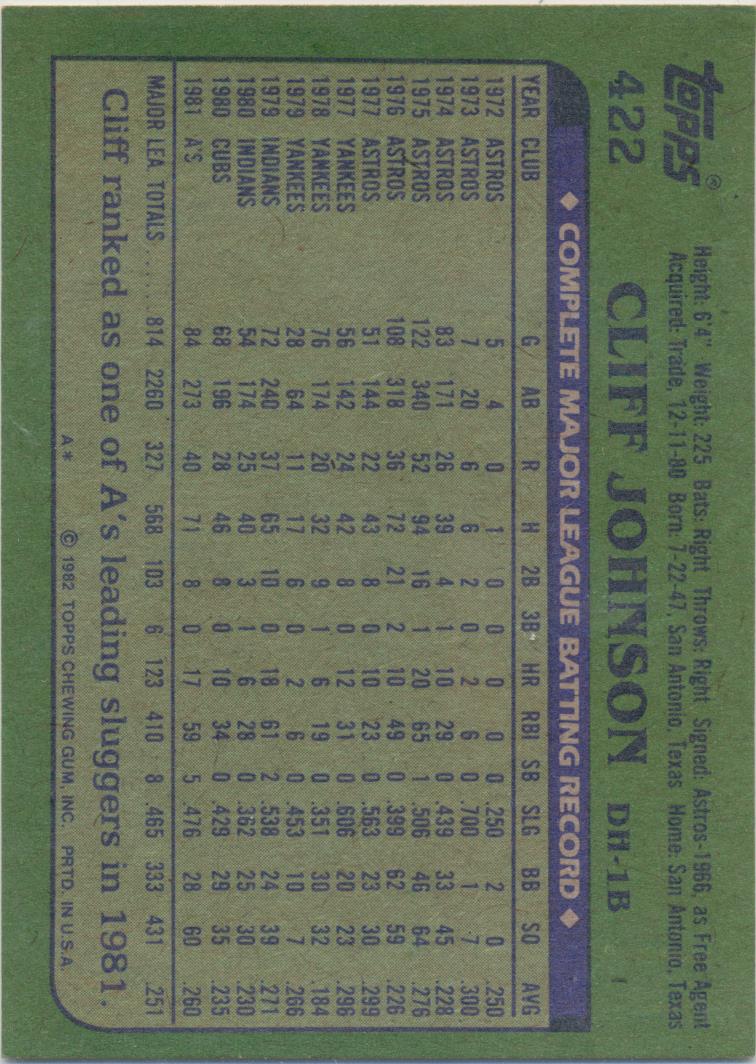 topps®
422
Height: 6'4" Weight: 225 Bats: Right Throws: Right Signed: Astros-1966, as Free Agent
Acquired: Trade, 12-11-80 Born: 7-22-47, San Antonio, Texas Home: San Antonio, Texas
CLIFF JOHNSON DH-1B
◆ COMPLETE MAJOR LEAGUE BATTING RECORD ◆
YEAR CLUB G AB R H 2B 3B HR RBI SB SLG BB SO AVG
1972 ASTROS 5 4 0 1 0 0 0 0 0 .250 2 0 .250
1973 ASTROS 7 20 6 6 2 0 2 6 0 .700 1 7 .300
1974 ASTROS 83 171 26 39 4 1 10 29 0 .439 33 45 .228
1975 ASTROS 122 340 52 94 16 1 20 65 1 .506 46 64 .276
1976 ASTROS 108 318 36 72 21 2 10 49 0 .399 62 59 .226
1977 ASTROS 51 144 22 43 8 0 10 23 0 .563 23 30 .299
1977 YANKEES 56 142 24 42 8 0 12 31 0 .606 20 23 .296
1978 YANKEES 76 174 20 32 9 1 6 19 0 .351 30 32 .184
1979 YANKEES 28 64 11 17 6 0 2 6 0 .453 10 7 .266
1979 INDIANS 72 240 37 65 10 0 18 61 2 .538 24 39 .271
1980 INDIANS 54 174 25 40 3 1 6 28 0 .362 25 30 .230
1980 CUBS 68 196 28 46 8 0 10 34 0 .429 29 35 .235
1981 A'S 84 273 40 71 8 0 17 59 5 .476 28 60 .260
MAJOR LEA. TOTALS ...... 814 2260 327 568 103 6 123 410 8 .465 333 431 .251
Cliff ranked as one of A's leading sluggers in 1981.
A* © 1982 TOPPS CHEWING GUM, INC. PRTD. IN U.S.A.